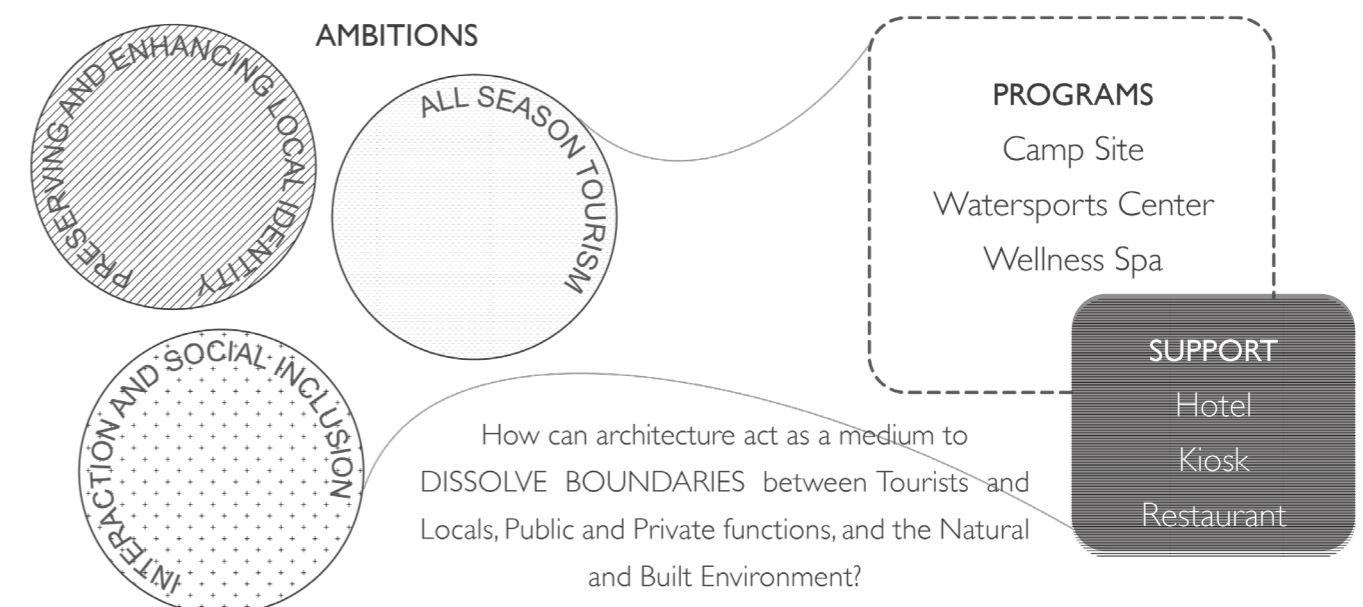 AMBITIONS
PRESERVING AND ENHANCING LOCAL IDENTITY
ALL SEASON TOURISM
INTERACTION AND SOCIAL INCLUSION
PROGRAMS
Camp Site
Watersports Center
Wellness Spa
SUPPORT
Hotel
Kiosk
Restaurant
How can architecture act as a medium to
DISSOLVE BOUNDARIES between Tourists and
Locals, Public and Private functions, and the Natural
and Built Environment?